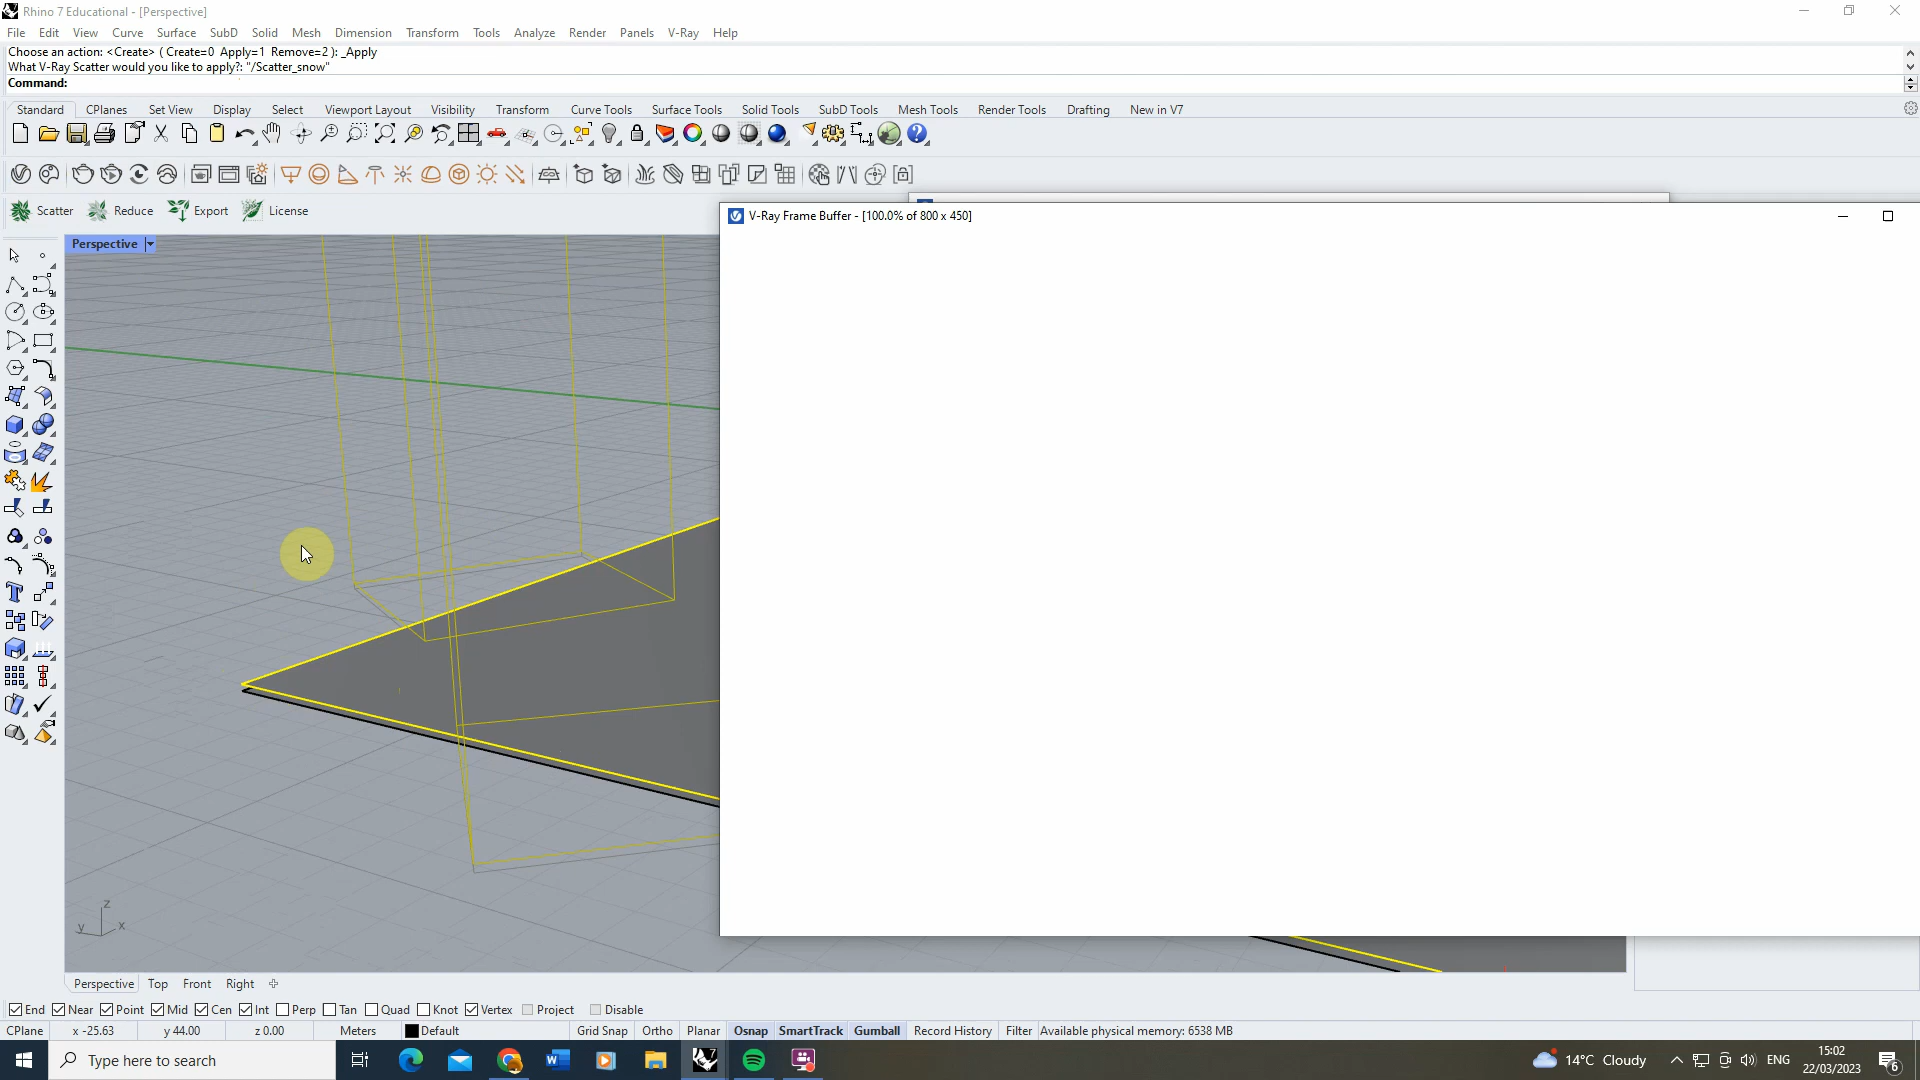 Rhino 7 Educational - [Perspective]
File Edit View Curve Surface SubD Solid Mesh Dimension Transform Tools Analyze Render Panels V-Ray Help
Choose an action: <Create> ( Create=0 Apply=1 Remove=2 ): _Apply
What V-Ray Scatter would you like to apply?: "/Scatter_snow"
Command:
Standard CPlanes Set View Display Select Viewport Layout Visibility Transform Curve Tools Surface Tools Solid Tools SubD Tools Mesh Tools Render Tools Drafting New in V7
Scatter Reduce Export License
V-Ray Frame Buffer - [100.0% of 800 x 450]
Perspective
z
y x
Perspective Top Front Right
End Near Point Mid Cen Int Perp Tan Quad Knot Vertex Project Disable
CPlane x -25.63 y 44.00 z 0.00 Meters Default Grid Snap Ortho Planar Osnap SmartTrack Gumball Record History Filter Available physical memory: 6538 MB
Type here to search
14°C Cloudy ENG
15:02
22/03/2023
6